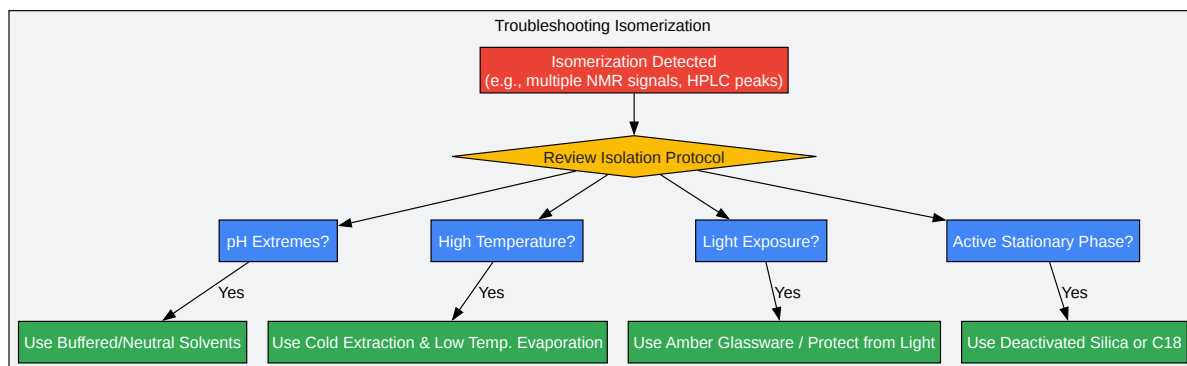 Troubleshooting Isomerization
Isomerization Detected
(e.g., multiple NMR signals, HPLC peaks)
Review Isolation Protocol
pH Extremes?
High Temperature?
Light Exposure?
Active Stationary Phase?
Yes
Yes
Yes
Yes
Use Buffered/Neutral Solvents
Use Cold Extraction & Low Temp. Evaporation
Use Amber Glassware / Protect from Light
Use Deactivated Silica or C18